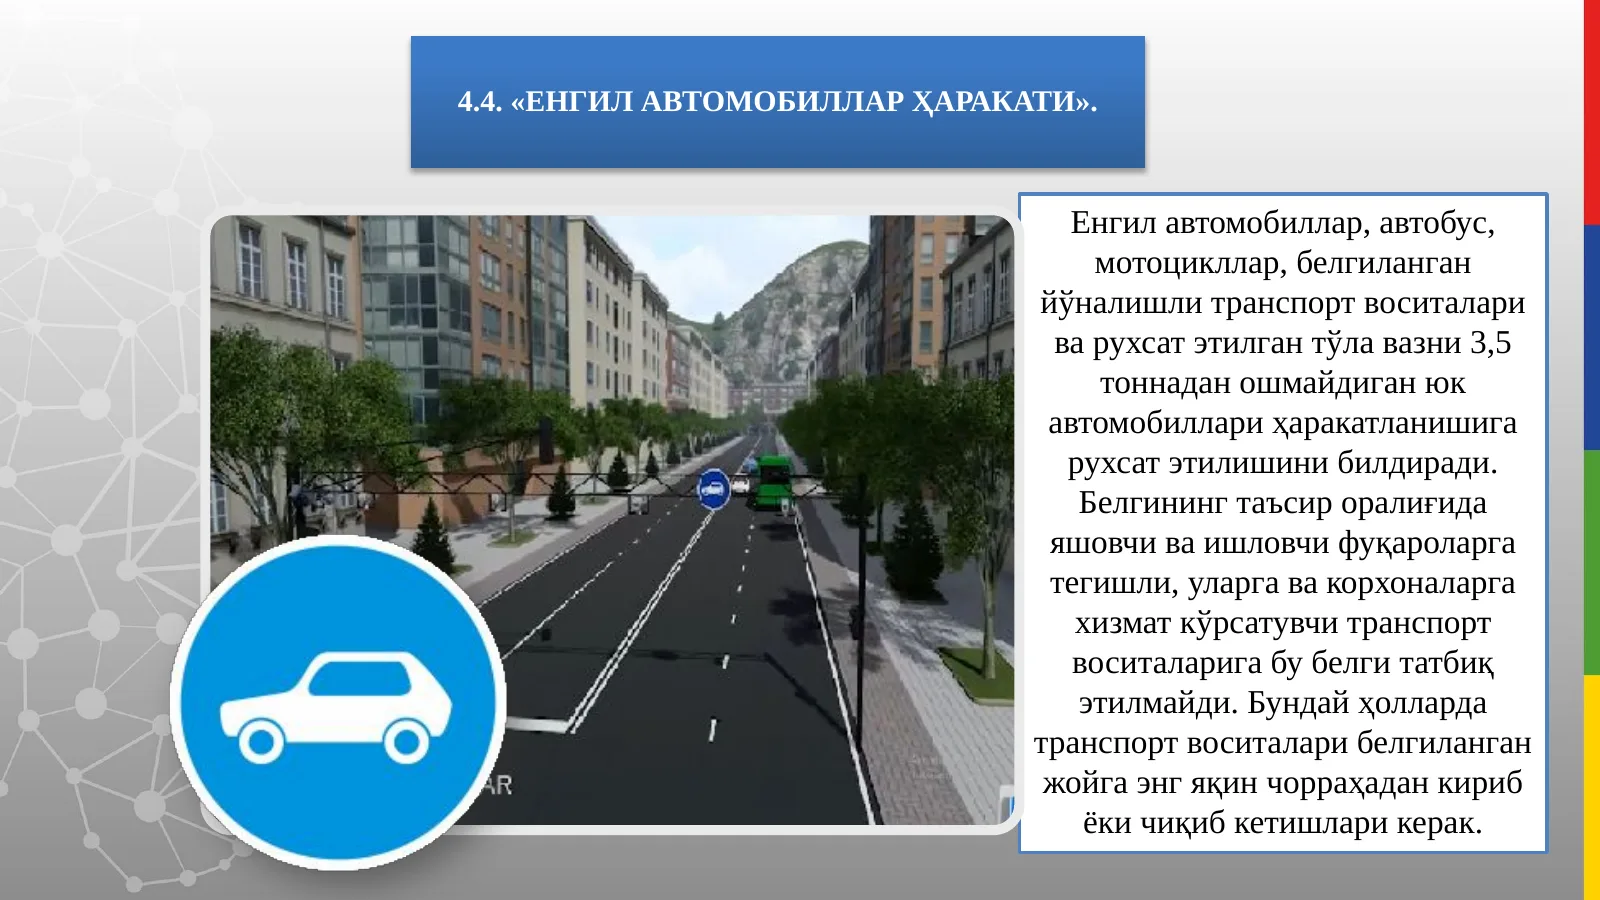 4.4. «ЕНГИЛ АВТОМОБИЛЛАР ҲАРАКАТИ».
Енгил автомобиллар, автобус,
мотоцикллар, белгиланган
йўналишли транспорт воситалари
ва рухсат этилган тўла вазни 3,5
тоннадан ошмайдиган юк
автомобиллари ҳаракатланишига
рухсат этилишини билдиради.
Белгининг таъсир оралиғида
яшовчи ва ишловчи фуқароларга
тегишли, уларга ва корхоналарга
хизмат кўрсатувчи транспорт
воситаларига бу белги татбиқ
этилмайди. Бундай ҳолларда
транспорт воситалари белгиланган
жойга энг яқин чорраҳадан кириб
ёки чиқиб кетишлари керак.
AR